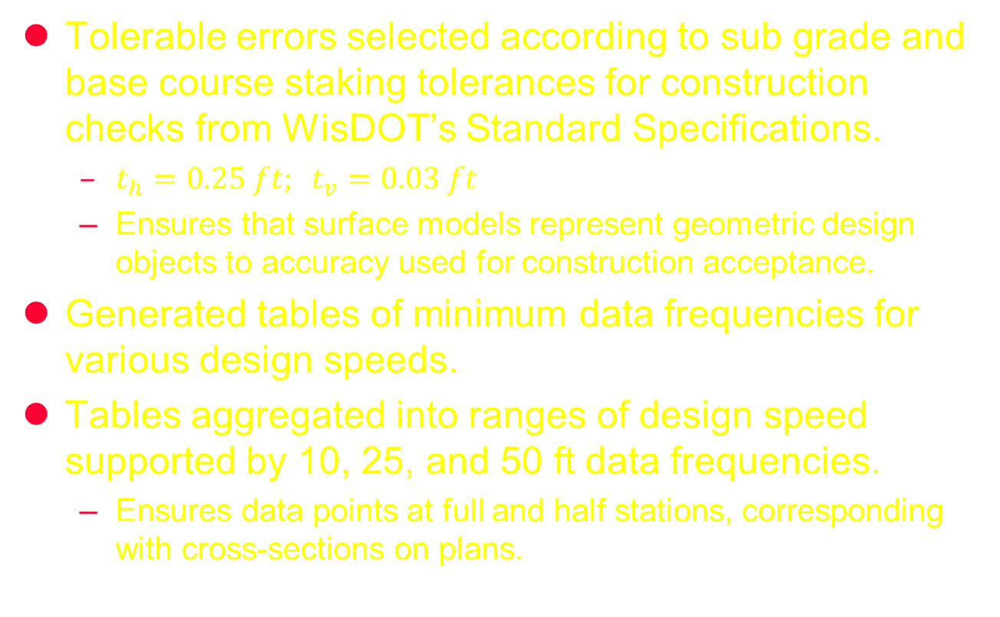 ● Tolerable errors selected according to sub grade and
base course staking tolerances for construction
checks from WisDOT’s Standard Specifications.
– t_h = 0.25 ft; t_v = 0.03 ft
– Ensures that surface models represent geometric design
objects to accuracy used for construction acceptance.
● Generated tables of minimum data frequencies for
various design speeds.
● Tables aggregated into ranges of design speed
supported by 10, 25, and 50 ft data frequencies.
– Ensures data points at full and half stations, corresponding
with cross-sections on plans.